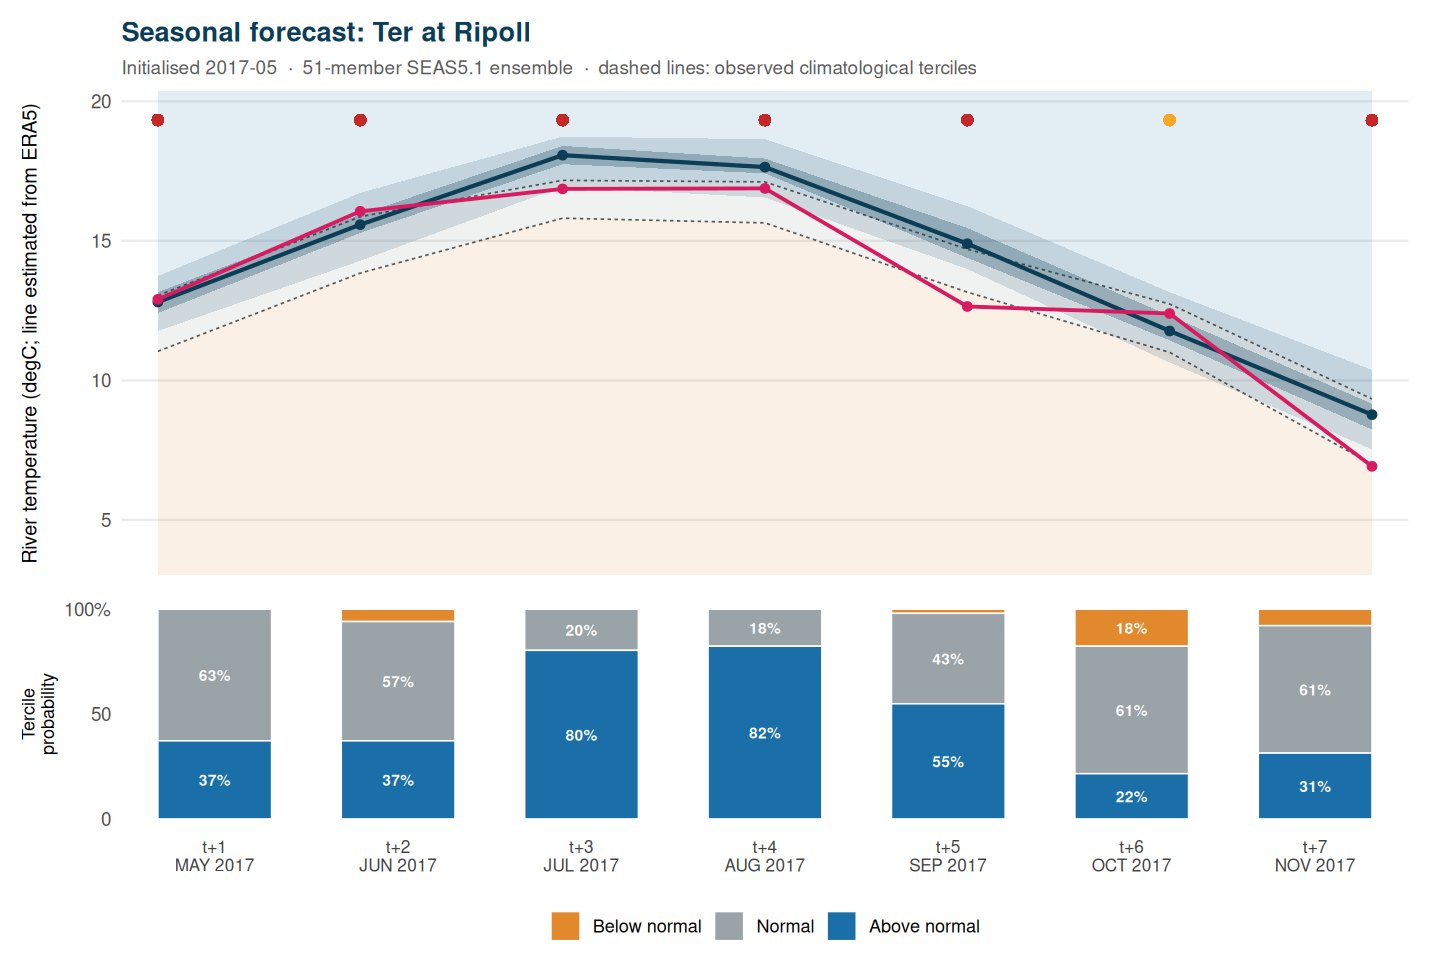 Seasonal forecast: Ter at Ripoll
Initialised 2017-05 · 51-member SEAS5.1 ensemble · dashed lines: observed climatological terciles
River temperature (degC; line estimated from ERA5)
20
15
10
5
Tercile
probability
100%
50
0
63%
37%
57%
37%
20%
80%
18%
82%
43%
55%
18%
61%
22%
61%
31%
t+1
MAY 2017
t+2
JUN 2017
t+3
JUL 2017
t+4
AUG 2017
t+5
SEP 2017
t+6
OCT 2017
t+7
NOV 2017
Below normal
Normal
Above normal